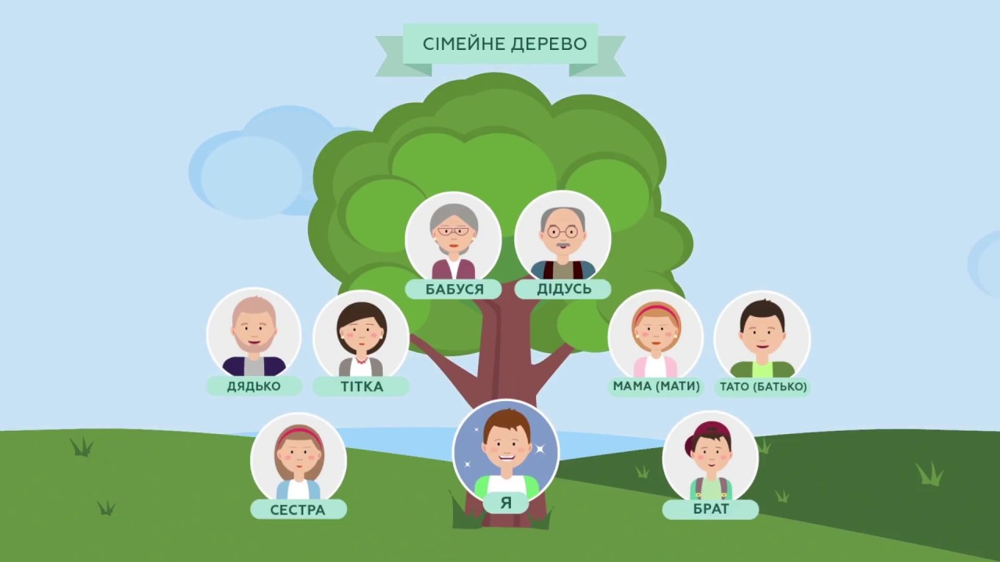 СІМЕЙНЕ ДЕРЕВО
БАБУСЯ
ДІДУСЬ
ДЯДЬКО
ТІТКА
МАМА (МАТИ)
ТАТО (БАТЬКО)
СЕСТРА
Я
БРАТ